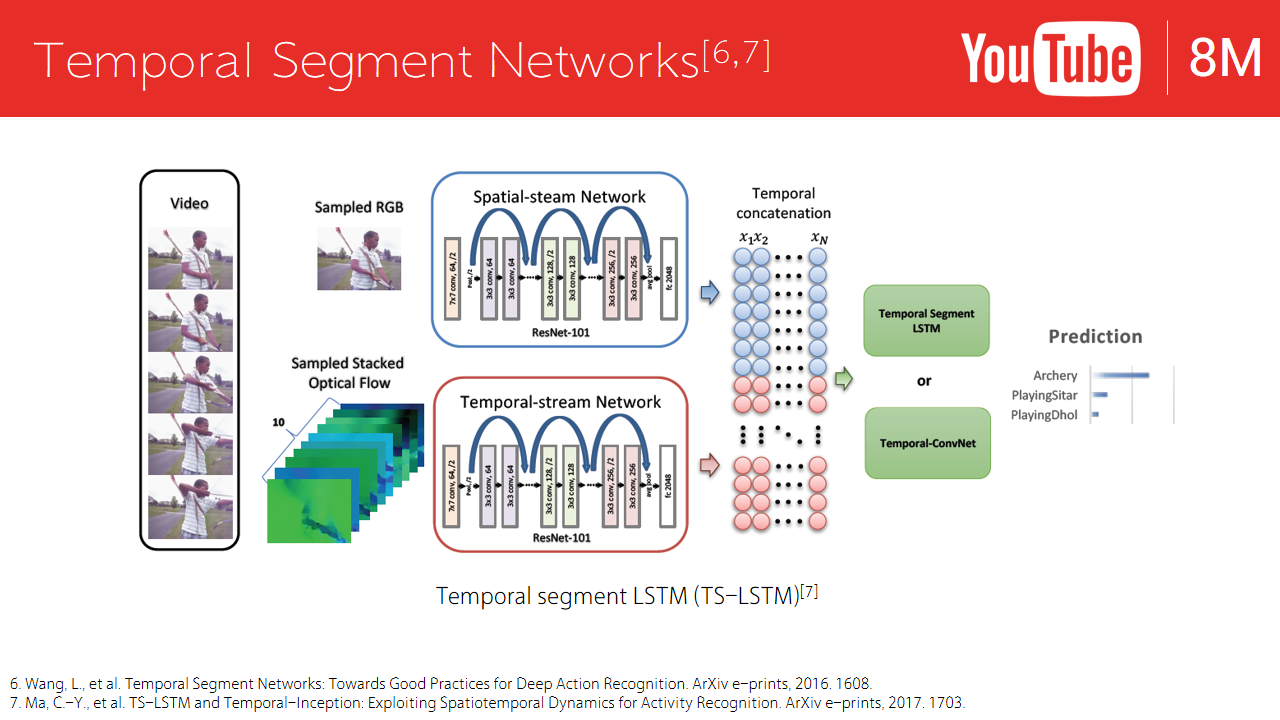 Temporal Segment Networks[6,7]
YouTube 8M
Video
Sampled RGB
Sampled Stacked
Optical Flow
10
Spatial-steam Network
7x7 conv, 64, /2
Pool, /2
3x3 conv, 64
3x3 conv, 64
3x3 conv, 128, /2
3x3 conv, 128
3x3 conv, 256, /2
3x3 conv, 256
avg pool
fc 2048
ResNet-101
Temporal-stream Network
7x7 conv, 64, /2
Pool, /2
3x3 conv, 64
3x3 conv, 64
3x3 conv, 128, /2
3x3 conv, 128
3x3 conv, 256, /2
3x3 conv, 256
avg pool
fc 2048
ResNet-101
Temporal
concatenation
x1x2 xN
Temporal Segment
LSTM
or
Temporal-ConvNet
Prediction
Archery
PlayingSitar
PlayingDhol
Temporal segment LSTM (TS-LSTM)[7]
6. Wang, L., et al. Temporal Segment Networks: Towards Good Practices for Deep Action Recognition. ArXiv e-prints, 2016. 1608.
7. Ma, C.-Y., et al. TS-LSTM and Temporal-Inception: Exploiting Spatiotemporal Dynamics for Activity Recognition. ArXiv e-prints, 2017. 1703.